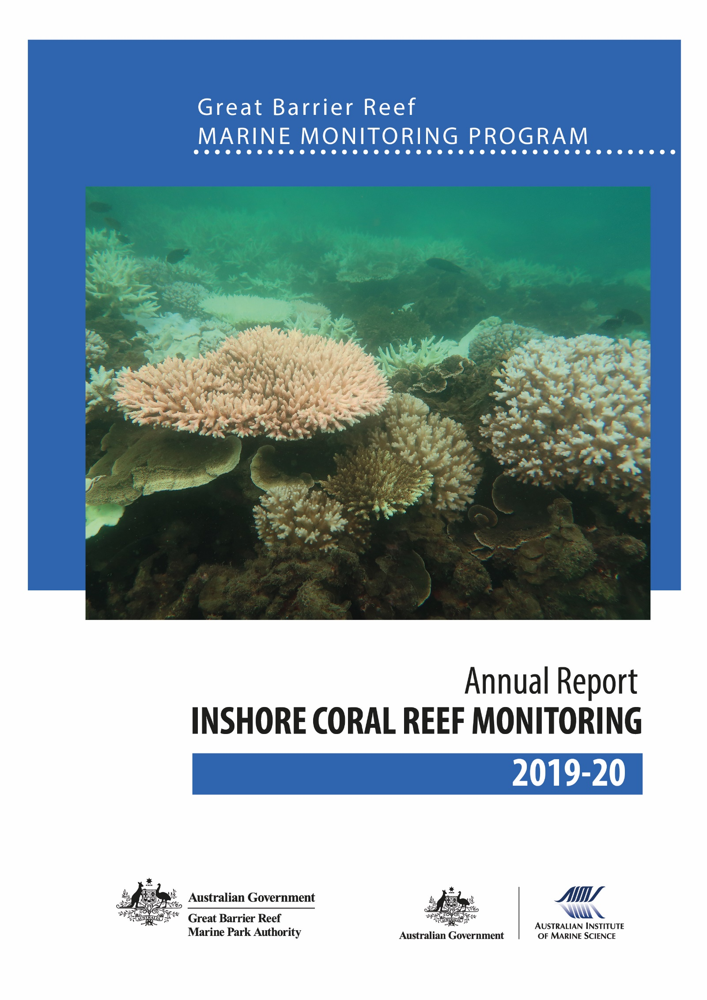 Great Barrier Reef
MARINE MONITORING PROGRAM
Annual Report
INSHORE CORAL REEF MONITORING
2019-20
AUSTRALIA
Australian Government
Great Barrier Reef
Marine Park Authority
AUSTRALIA
Australian Government
AIMS
AUSTRALIAN INSTITUTE
OF MARINE SCIENCE